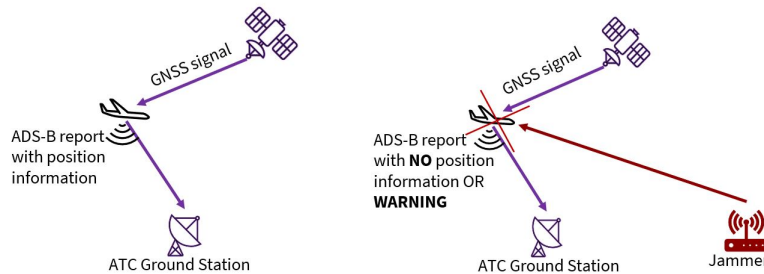 GNSS signal
ADS-B report
with position
information
ATC Ground Station
GNSS signal
ADS-B report
with NO position
information OR
WARNING
ATC Ground Station
Jamme